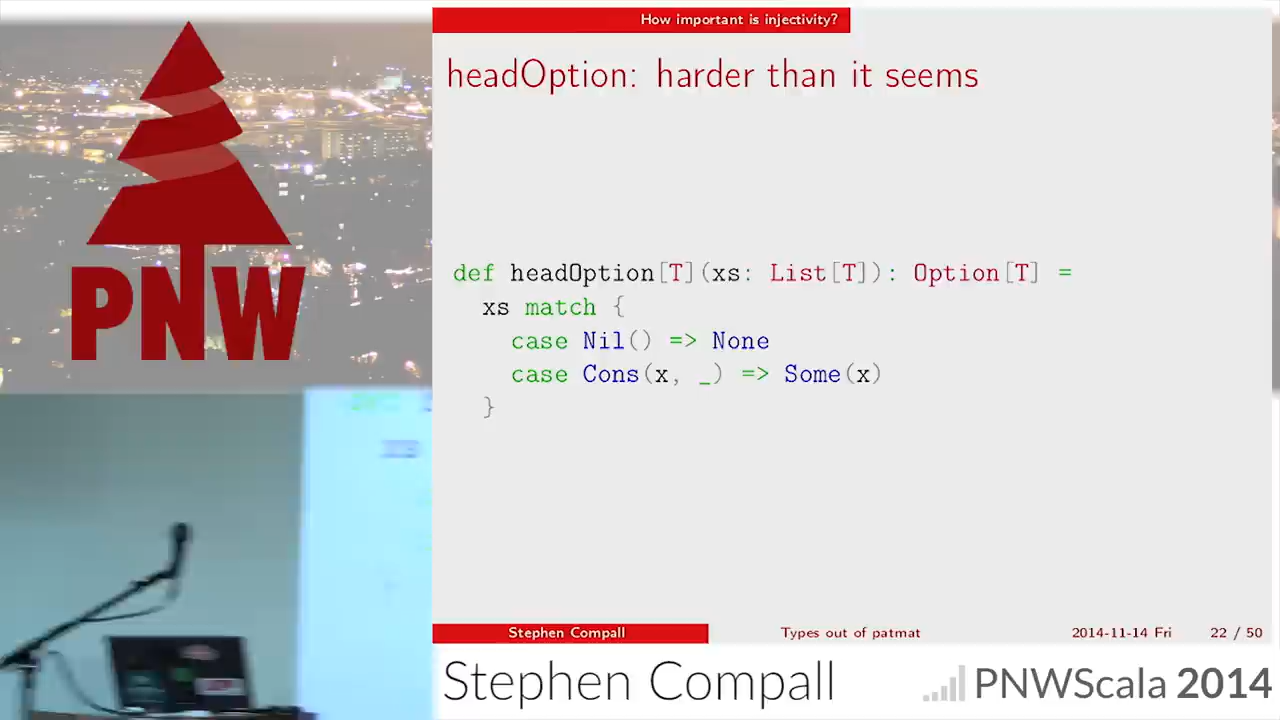 How important is injectivity?
headOption: harder than it seems
PNW
def headOption[T](xs: List[T]): Option[T] =
xs match {
case Nil() => None
case Cons(x, _) => Some(x)
}
Stephen Compall
Types out of patmat
2014-11-14 Fri
22 / 50
Stephen Compall
PNWScala 2014